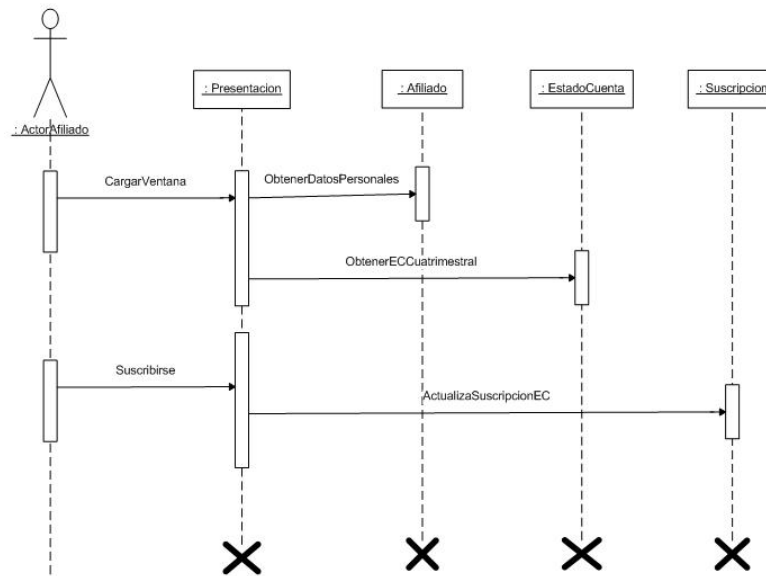 : Presentacion
: Afiliado
: EstadoCuenta
: Suscripcion
: ActorAfiliado
CargarVentana
ObtenerDatosPersonales
ObtenerECCuatrimestral
Suscribirse
ActualizaSuscripcionEC